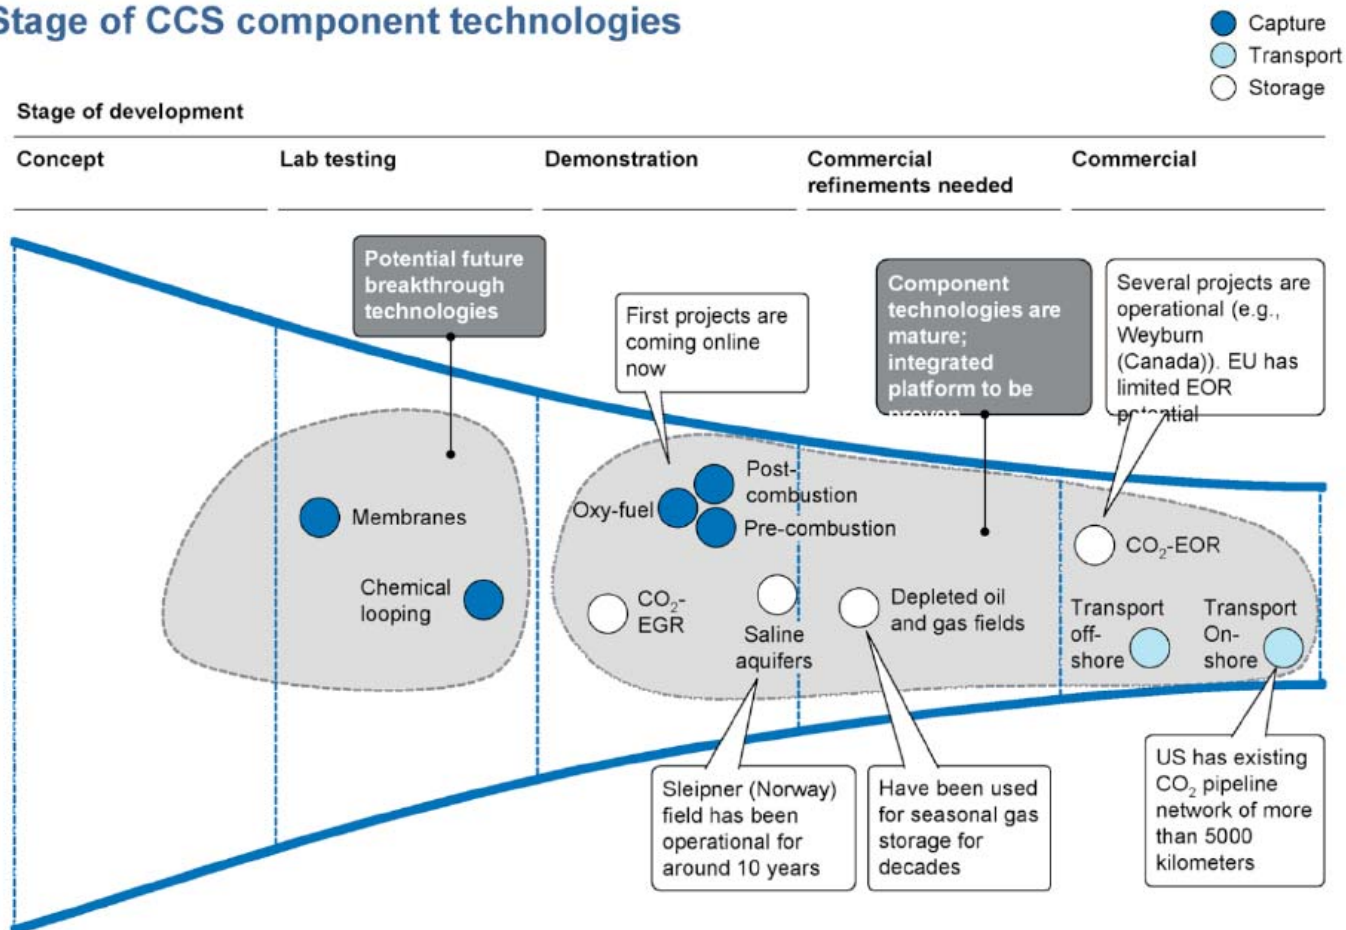 Stage of CCS component technologies
Capture
Transport
Storage
Stage of development
Concept
Lab testing
Demonstration
Commercial
refinements needed
Commercial
Potential future
breakthrough
technologies
First projects are
coming online
now
Component
technologies are
mature;
integrated
platform to be
proven
Several projects are
operational (e.g.,
Weyburn
(Canada)). EU has
limited EOR
potential
Membranes
Chemical
looping
Oxy-fuel
Post-
combustion
Pre-combustion
CO₂-
EGR
Saline
aquifers
Depleted oil
and gas fields
CO₂-EOR
Transport
off-
shore
Transport
On-
shore
Sleipner (Norway)
field has been
operational for
around 10 years
Have been used
for seasonal gas
storage for
decades
US has existing
CO₂ pipeline
network of more
than 5000
kilometers